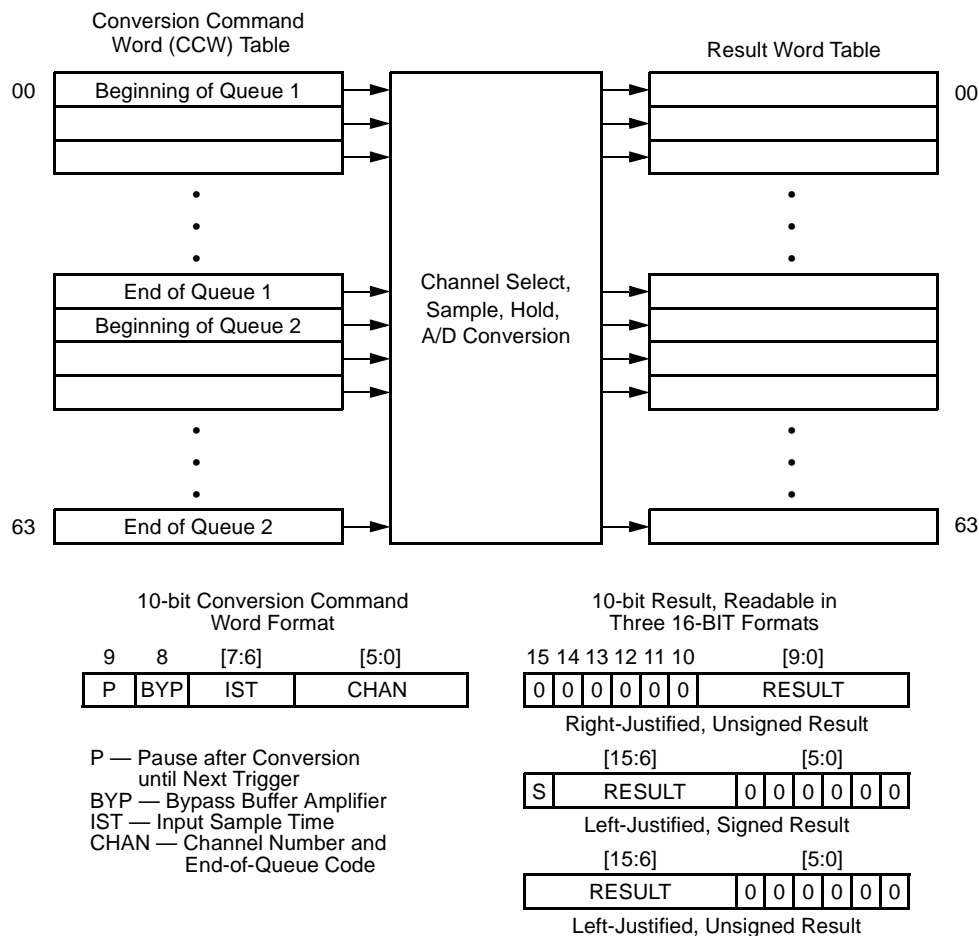 Conversion Command
Word (CCW) Table
Result Word Table
00
Beginning of Queue 1
00
End of Queue 1
Beginning of Queue 2
Channel Select,
Sample, Hold,
A/D Conversion
63
End of Queue 2
63
10-bit Conversion Command
Word Format
9 8 [7:6] [5:0]
P BYP IST CHAN
P — Pause after Conversion
until Next Trigger
BYP — Bypass Buffer Amplifier
IST — Input Sample Time
CHAN — Channel Number and
End-of-Queue Code
10-bit Result, Readable in
Three 16-BIT Formats
15 14 13 12 11 10 [9:0]
0 0 0 0 0 0 RESULT
Right-Justified, Unsigned Result
[15:6] [5:0]
S RESULT 0 0 0 0 0 0
Left-Justified, Signed Result
[15:6] [5:0]
RESULT 0 0 0 0 0 0
Left-Justified, Unsigned Result